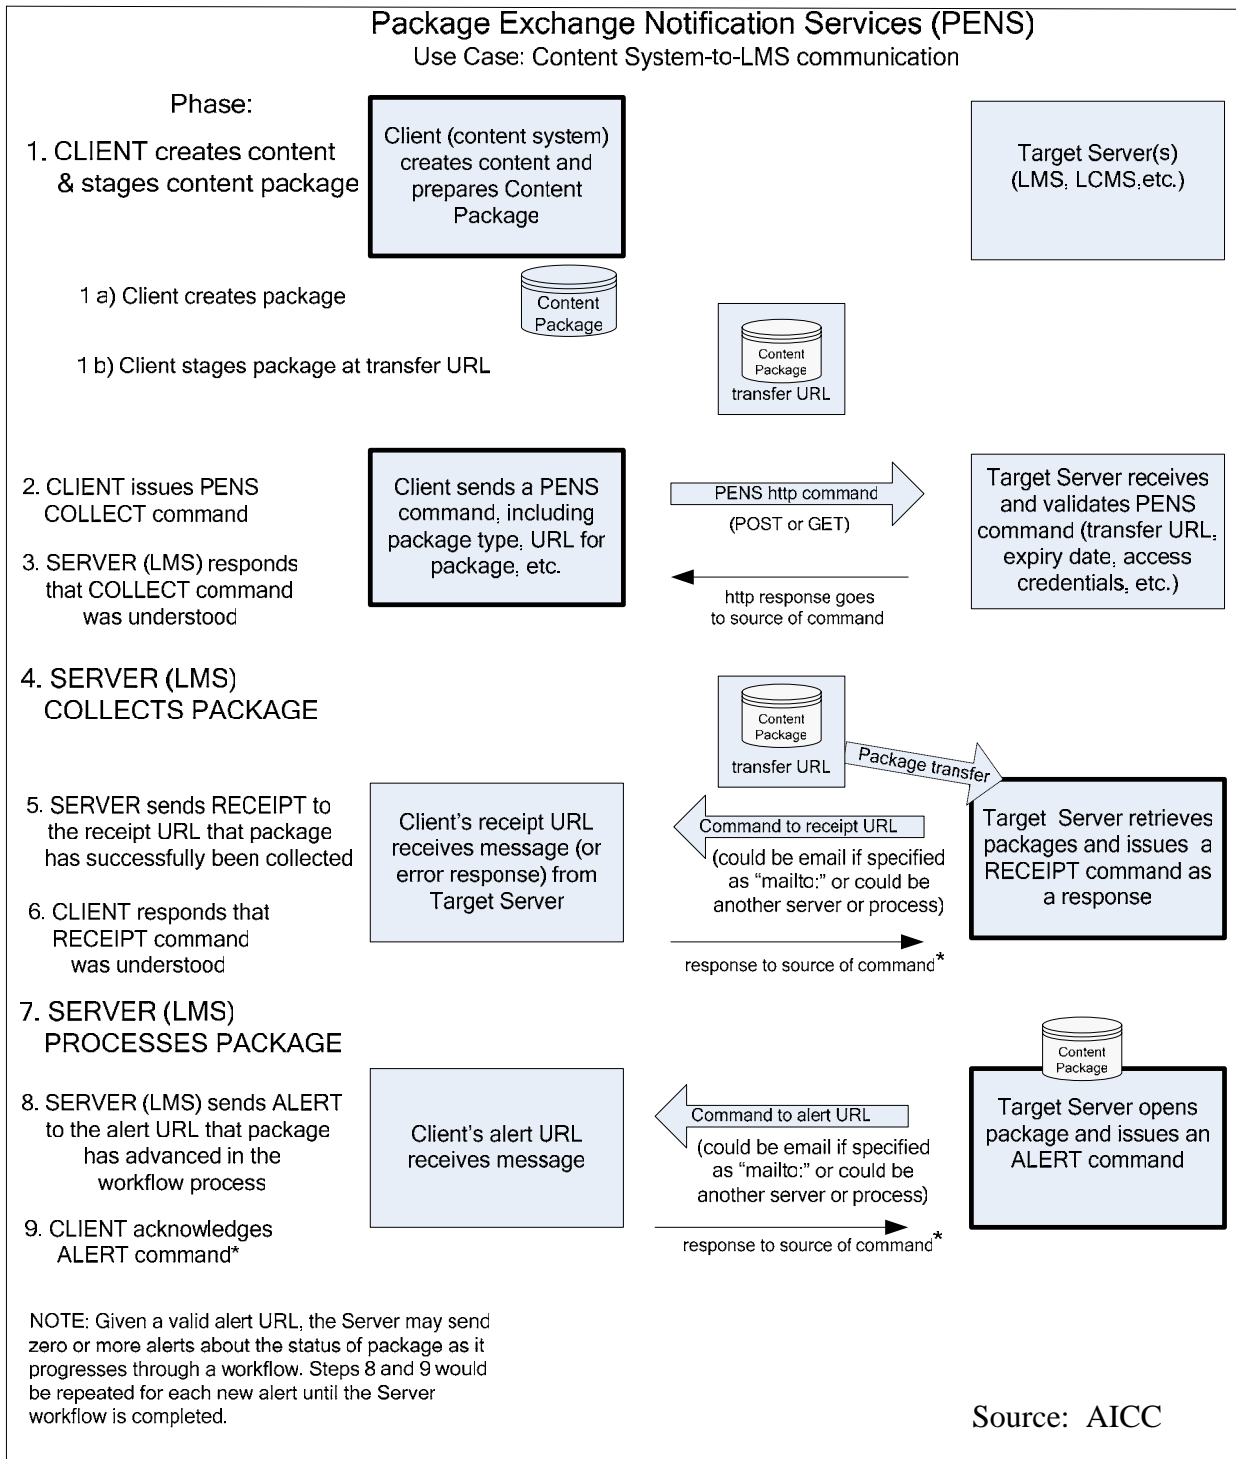 Package Exchange Notification Services (PENS)
Use Case: Content System-to-LMS communication
Phase:
1. CLIENT creates content
& stages content package
Client (content system)
creates content and
prepares Content
Package
Target Server(s)
(LMS, LCMS,etc.)
1 a) Client creates package
Content
Package
1 b) Client stages package at transfer URL
Content
Package
transfer URL
2. CLIENT issues PENS
COLLECT command
3. SERVER (LMS) responds
that COLLECT command
was understood
Client sends a PENS
command, including
package type, URL for
package, etc.
PENS http command
(POST or GET)
http response goes
to source of command
Target Server receives
and validates PENS
command (transfer URL,
expiry date, access
credentials, etc.)
4. SERVER (LMS)
COLLECTS PACKAGE
Content
Package
transfer URL
Package transfer
5. SERVER sends RECEIPT to
the receipt URL that package
has successfully been collected
6. CLIENT responds that
RECEIPT command
was understood
Client's receipt URL
receives message (or
error response) from
Target Server
Command to receipt URL
(could be email if specified
as “mailto:” or could be
another server or process)
response to source of command*
Target Server retrieves
packages and issues a
RECEIPT command as
a response
7. SERVER (LMS)
PROCESSES PACKAGE
Content
Package
8. SERVER (LMS) sends ALERT
to the alert URL that package
has advanced in the
workflow process
9. CLIENT acknowledges
ALERT command*
Client's alert URL
receives message
Command to alert URL
(could be email if specified
as “mailto:” or could be
another server or process)
response to source of command*
Target Server opens
package and issues an
ALERT command
NOTE: Given a valid alert URL, the Server may send
zero or more alerts about the status of package as it
progresses through a workflow. Steps 8 and 9 would
be repeated for each new alert until the Server
workflow is completed.
Source: AICC